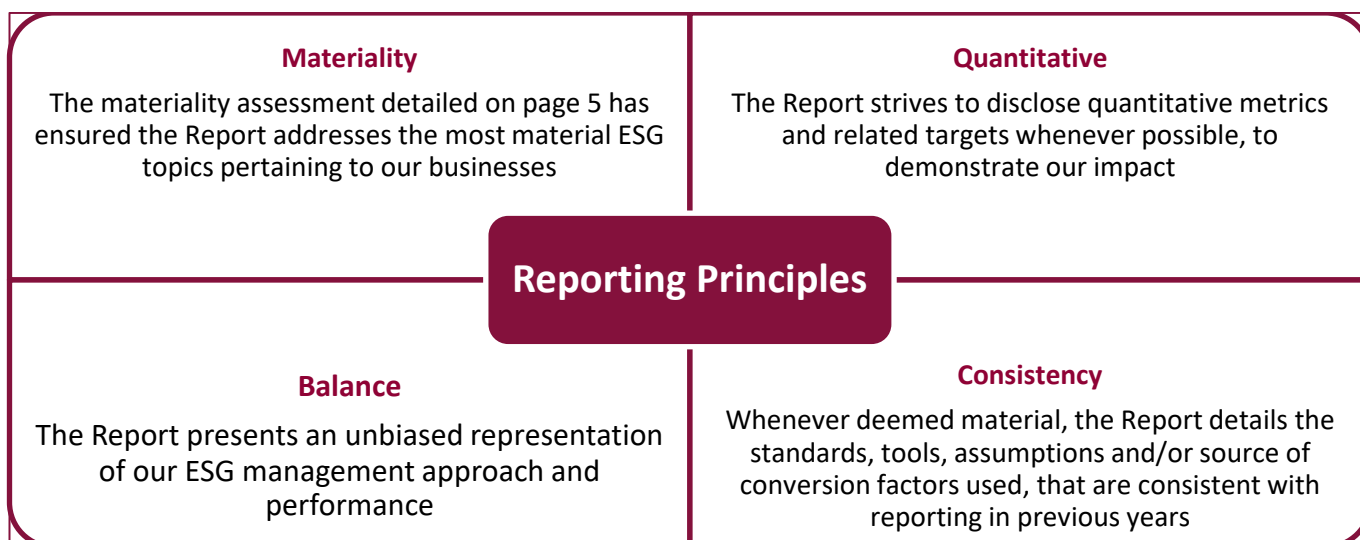 Materiality
The materiality assessment detailed on page 5 has
ensured the Report addresses the most material ESG
topics pertaining to our businesses
Quantitative
The Report strives to disclose quantitative metrics
and related targets whenever possible, to
demonstrate our impact
Reporting Principles
Balance
The Report presents an unbiased representation
of our ESG management approach and
performance
Consistency
Whenever deemed material, the Report details the
standards, tools, assumptions and/or source of
conversion factors used, that are consistent with
reporting in previous years